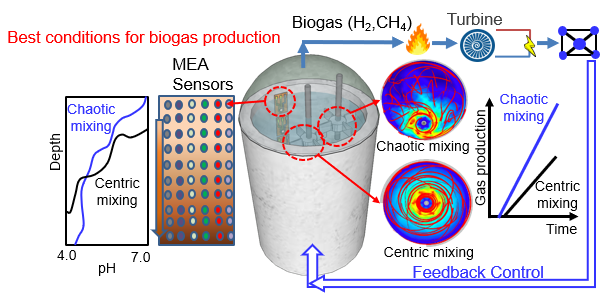 Best conditions for biogas production
Biogas (H2,CH4)
Turbine
MEA
Sensors
Chaotic
mixing
Centric
mixing
Depth
4.0
7.0
pH
Chaotic mixing
Centric mixing
Gas production
Chaotic
mixing
Centric
mixing
Time
Feedback Control